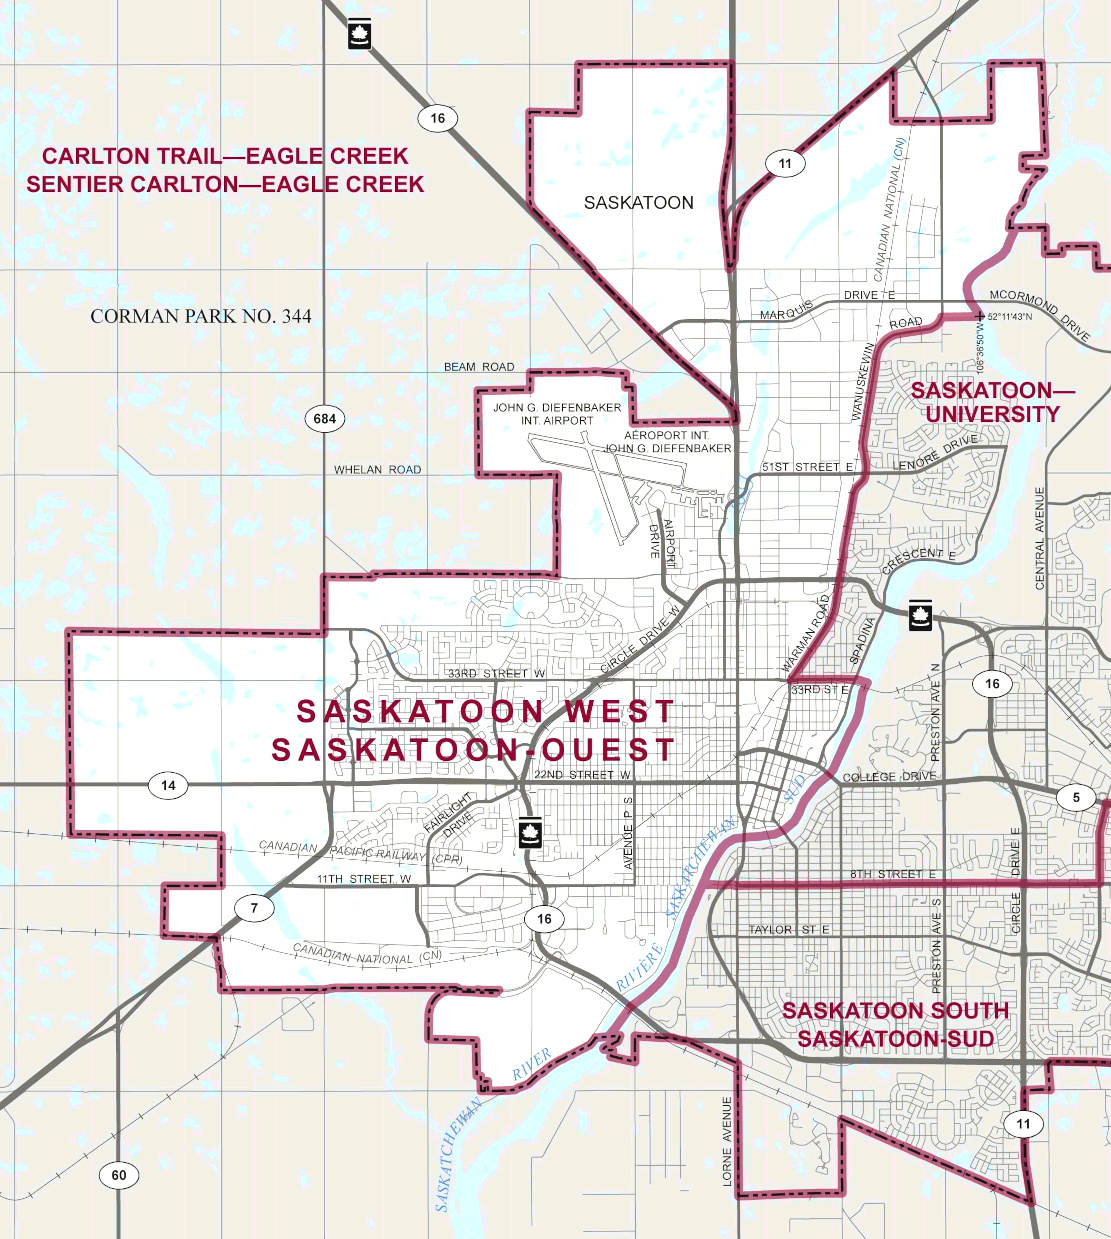 16
CARLTON TRAIL—EAGLE CREEK
SENTIER CARLTON—EAGLE CREEK
11
CANADIAN NATIONAL (CN)
SASKATOON
CORMAN PARK NO. 344
MARQUIS
DRIVE E
MCORMOND DRIVE
52°11'43"N
106°36'50"W
ROAD
WANUSKEWIN
BEAM ROAD
SASKATOON—
UNIVERSITY
JOHN G. DIEFENBAKER
INT. AIRPORT
AÉROPORT INT.
JOHN G. DIEFENBAKER
684
WHELAN ROAD
51ST STREET E
LENORE DRIVE
CENTRAL AVENUE
AIRPORT
DRIVE
CRESCENT E
SPADINA
WARMAN ROAD
CIRCLE DRIVE W
33RD STREET W
33RD ST E
16
PRESTON AVE N
SASKATOON WEST
SASKATOON-OUEST
22ND STREET W
COLLEGE DRIVE
14
5
SUD
FAIRLIGHT
DRIVE
AVENUE P S
CANADIAN PACIFIC RAILWAY (CPR)
SASKATCHEWAN
CIRCLE DRIVE E
11TH STREET W
8TH STREET E
7
16
TAYLOR ST E
PRESTON AVE S
CANADIAN NATIONAL (CN)
RIVIÈRE
SASKATOON SOUTH
SASKATOON-SUD
RIVER
SASKATCHEWAN
LORNE AVENUE
11
60